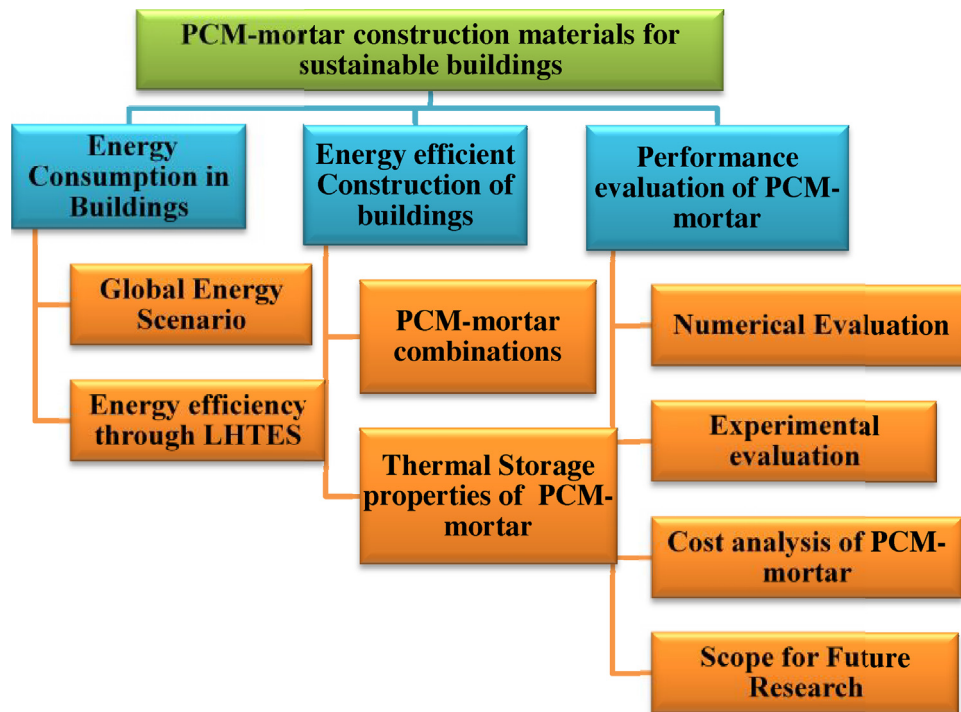 PCM-mortar construction materials for
sustainable buildings
Energy
Consumption in
Buildings
Global Energy
Scenario
Energy efficiency
through LHTES
Energy efficient
Construction of
buildings
PCM-mortar
combinations
Thermal Storage
properties of PCM-
mortar
Performance
evaluation of PCM-
mortar
Numerical Evaluation
Experimental
evaluation
Cost analysis of PCM-
mortar
Scope for Future
Research